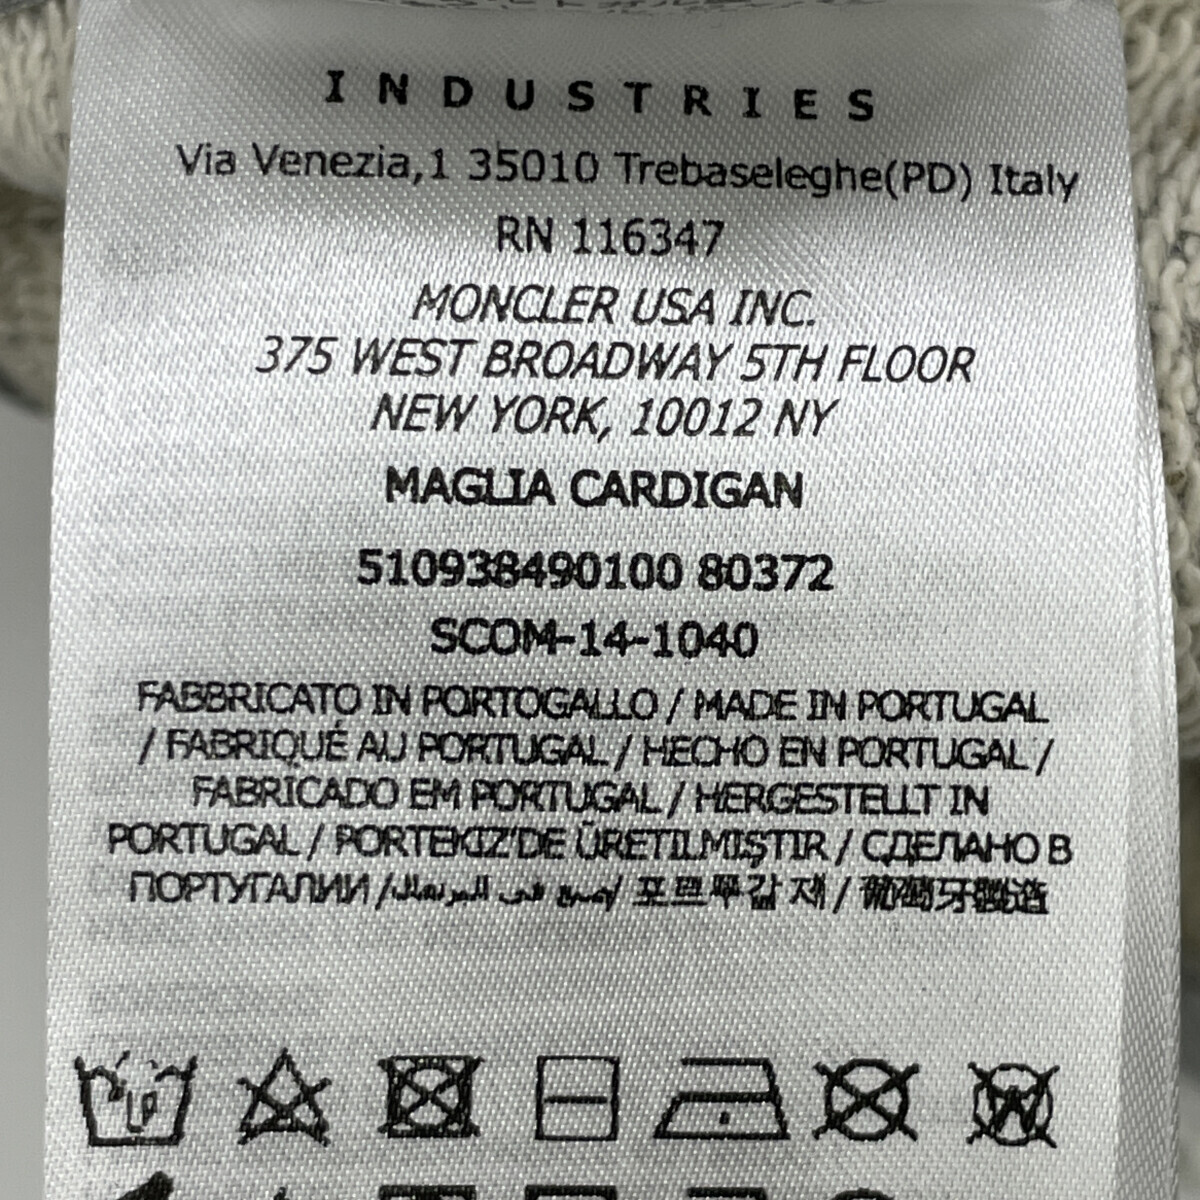 I N D U S T R I E S
Via Venezia,1 35010 Trebaseleghe(PD) Italy
RN 116347
MONCLER USA INC.
375 WEST BROADWAY 5TH FLOOR
NEW YORK, 10012 NY
MAGLIA CARDIGAN
510938490100 80372
SCOM-14-1040
FABBRICATO IN PORTOGALLO / MADE IN PORTUGAL
/ FABRIQUÉ AU PORTUGAL / HECHO EN PORTUGAL /
FABRICADO EM PORTUGAL / HERGESTELLT IN
PORTUGAL / PORTEKIZ'DE ÜRETILMIŞTIR / СДЕЛАНО В
ПОРТУГАЛИИ / / 포르투갈 재 / 葡萄牙製造